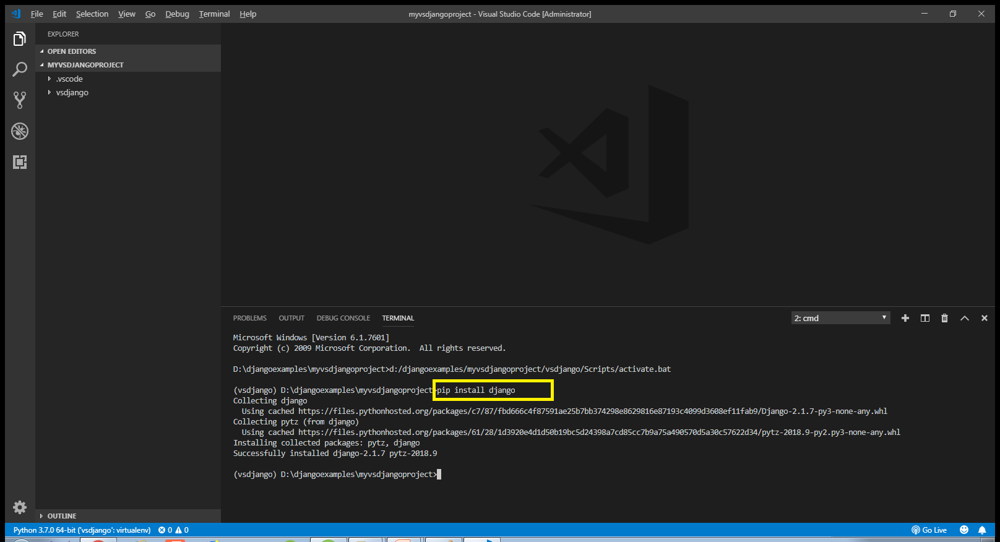 File Edit Selection View Go Debug Terminal Help
myvsdjangoproject - Visual Studio Code [Administrator]
EXPLORER
OPEN EDITORS
MYVSDJANGOPROJECT
.vscode
vsdjango
PROBLEMS OUTPUT DEBUG CONSOLE TERMINAL
2: cmd
Microsoft Windows [Version 6.1.7601]
Copyright (c) 2009 Microsoft Corporation.  All rights reserved.
D:\djangoexamples\myvsdjangoproject>d:/djangoexamples/myvsdjangoproject/vsdjango/Scripts/activate.bat
(vsdjango) D:\djangoexamples\myvsdjangoproject>pip install django
Collecting django
Using cached https://files.pythonhosted.org/packages/c7/87/fbd666c4f87591ae25b7bb374298e8629816e87193c4099d3608ef11fab9/Django-2.1.7-py3-none-any.whl
Collecting pytz (from django)
Using cached https://files.pythonhosted.org/packages/61/28/1d3920e4d1d50b19bc5d24398a7cd85cc7b9a75a490570d5a30c57622d34/pytz-2018.9-py2.py3-none-any.whl
Installing collected packages: pytz, django
Successfully installed django-2.1.7 pytz-2018.9
(vsdjango) D:\djangoexamples\myvsdjangoproject>
OUTLINE
Python 3.7.0 64-bit ('vsdjango': virtualenv) 0 0
Go Live